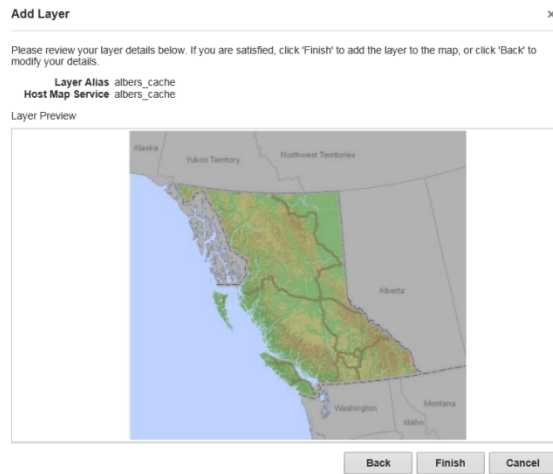 Add Layer
Please review your layer details below. If you are satisfied, click 'Finish' to add the layer to the map, or click 'Back' to
modify your details.
Layer Alias albers_cache
Host Map Service albers_cache
Layer Preview
Alaska
Yukon Territory
Northwest Territories
Alberta
Washington
Montana
Idaho
Back Finish Cancel